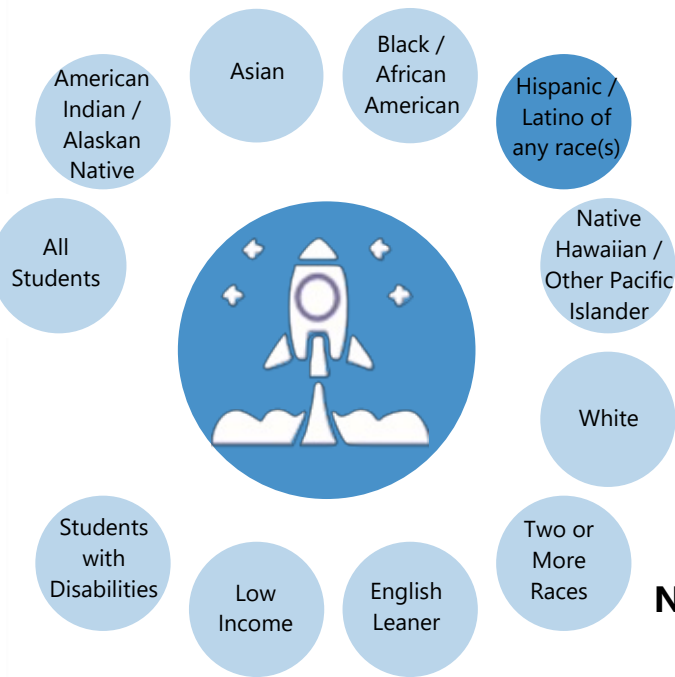 American
Indian /
Alaskan
Native
Asian
Black /
African
American
Hispanic /
Latino of
any race(s)
All
Students
Native
Hawaiian /
Other Pacific
Islander
White
Students
with
Disabilities
Low
Income
English
Leaner
Two or
More
Races
N